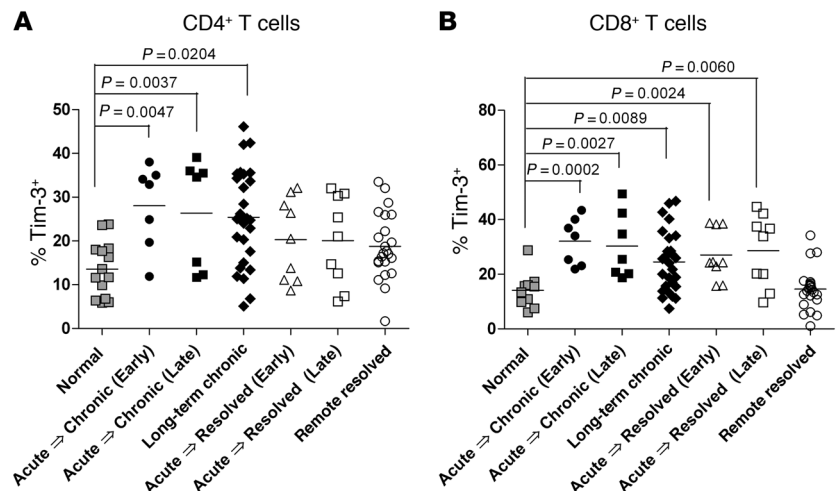 A
CD4⁺ T cells
P = 0.0204
P = 0.0037
P = 0.0047
% Tim-3⁺
50
40
30
20
10
0
Normal
Acute ⇒ Chronic (Early)
Acute ⇒ Chronic (Late)
Long-term chronic
Acute ⇒ Resolved (Early)
Acute ⇒ Resolved (Late)
Remote resolved
B
CD8⁺ T cells
P = 0.0060
P = 0.0024
P = 0.0089
P = 0.0027
P = 0.0002
% Tim-3⁺
80
60
40
20
0
Normal
Acute ⇒ Chronic (Early)
Acute ⇒ Chronic (Late)
Long-term chronic
Acute ⇒ Resolved (Early)
Acute ⇒ Resolved (Late)
Remote resolved